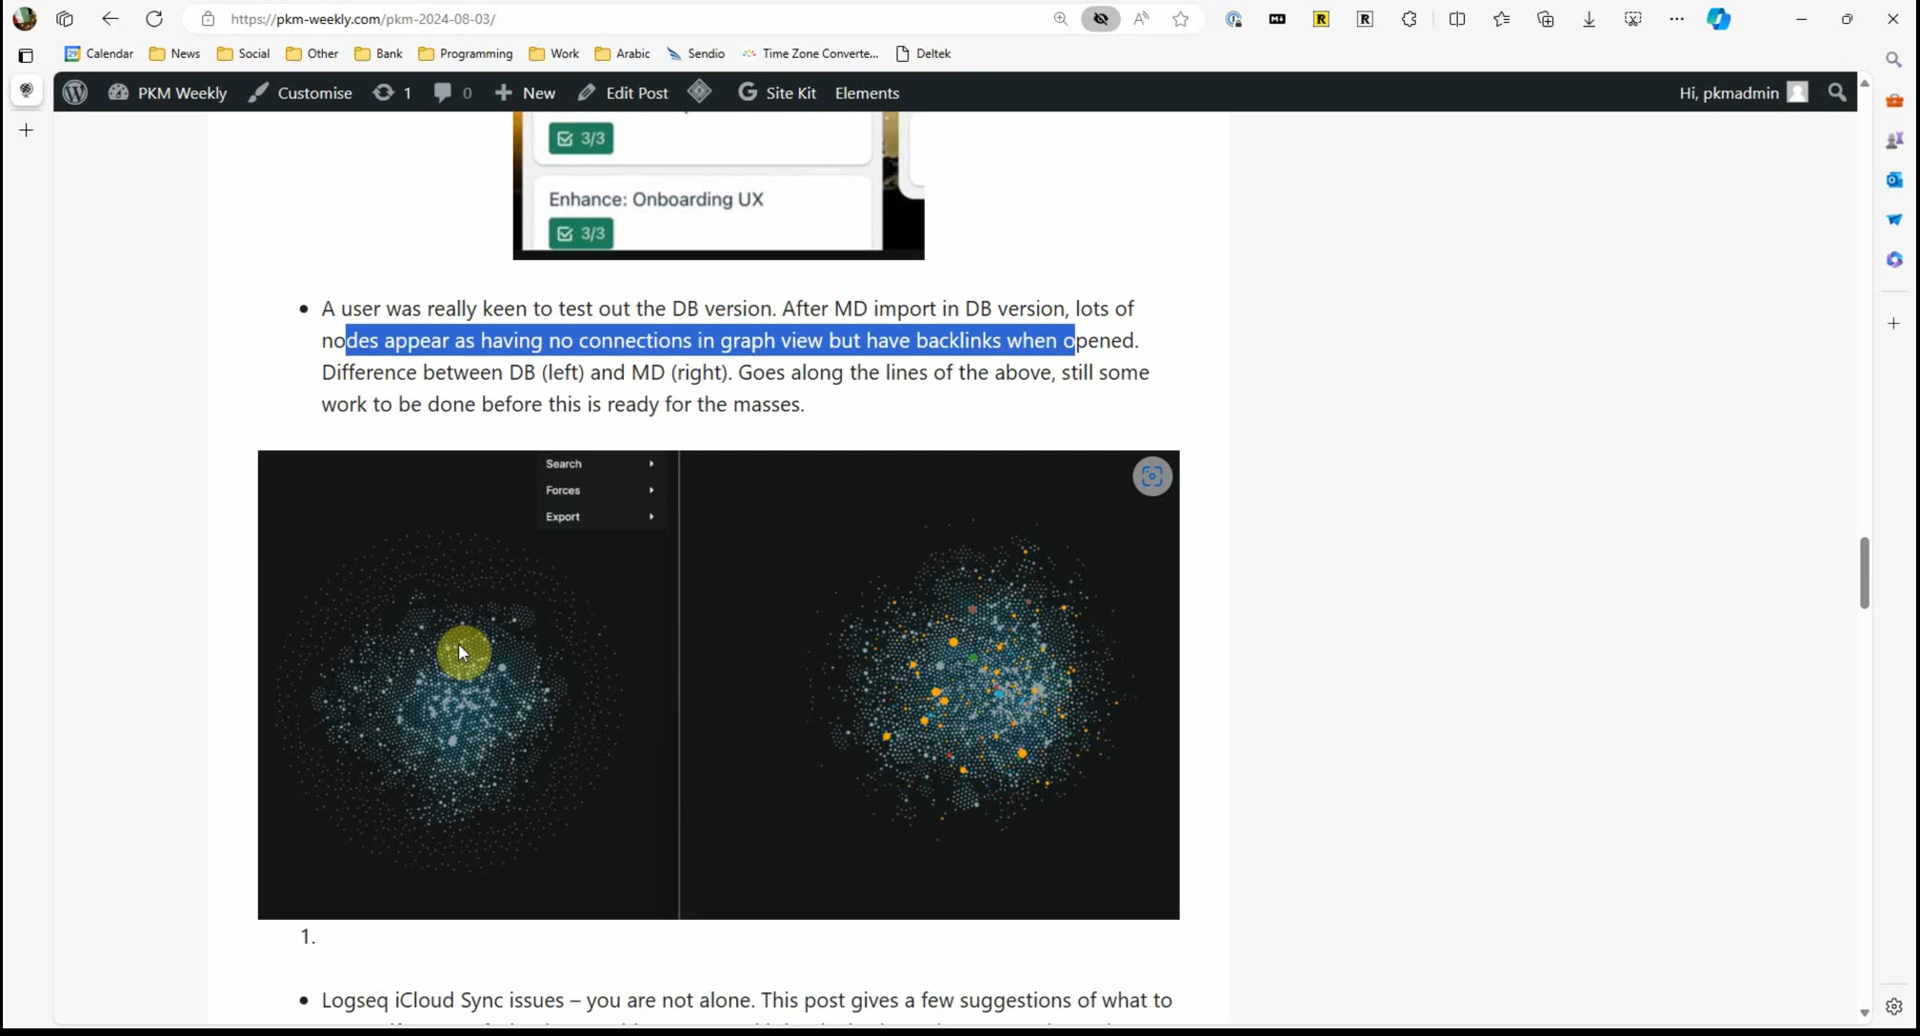 https://pkm-weekly.com/pkm-2024-08-03/
Calendar News Social Other Bank Programming Work Arabic Sendio Time Zone Converte... Deltek
PKM Weekly Customise 1 0 New Edit Post Site Kit Elements Hi, pkmadmin
3/3
Enhance: Onboarding UX
3/3
• A user was really keen to test out the DB version. After MD import in DB version, lots of
nodes appear as having no connections in graph view but have backlinks when opened.
Difference between DB (left) and MD (right). Goes along the lines of the above, still some
work to be done before this is ready for the masses.
Search
Forces
Export
1.
• Logseq iCloud Sync issues – you are not alone. This post gives a few suggestions of what to